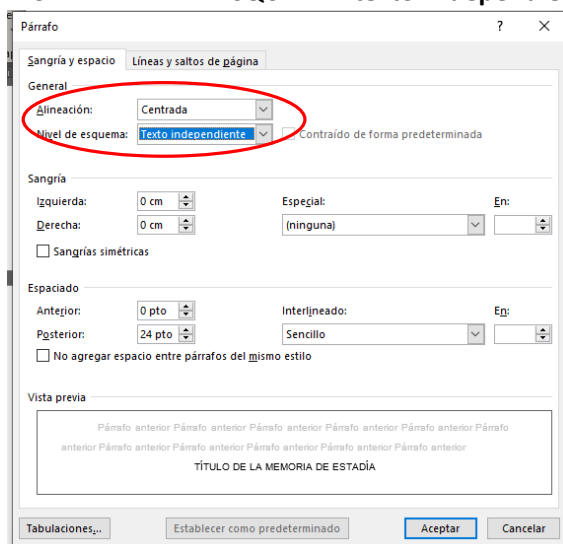 Párrafo ? ×
Sangría y espacio Líneas y saltos de página
General
Alineación: Centrada
Nivel de esquema: Texto independiente Contraído de forma predeterminada
Sangría
Izquierda: 0 cm Especial: En:
Derecha: 0 cm (ninguna)
Sangrías simétricas
Espaciado
Anterior: 0 pto Interlineado: En:
Posterior: 24 pto Sencillo
No agregar espacio entre párrafos del mismo estilo
Vista previa
Párrafo anterior Párrafo anterior Párrafo anterior Párrafo anterior Párrafo anterior Párrafo
anterior Párrafo anterior Párrafo anterior Párrafo anterior Párrafo anterior Párrafo anterior
TÍTULO DE LA MEMORIA DE ESTADÍA
Tabulaciones... Establecer como predeterminado Aceptar Cancelar